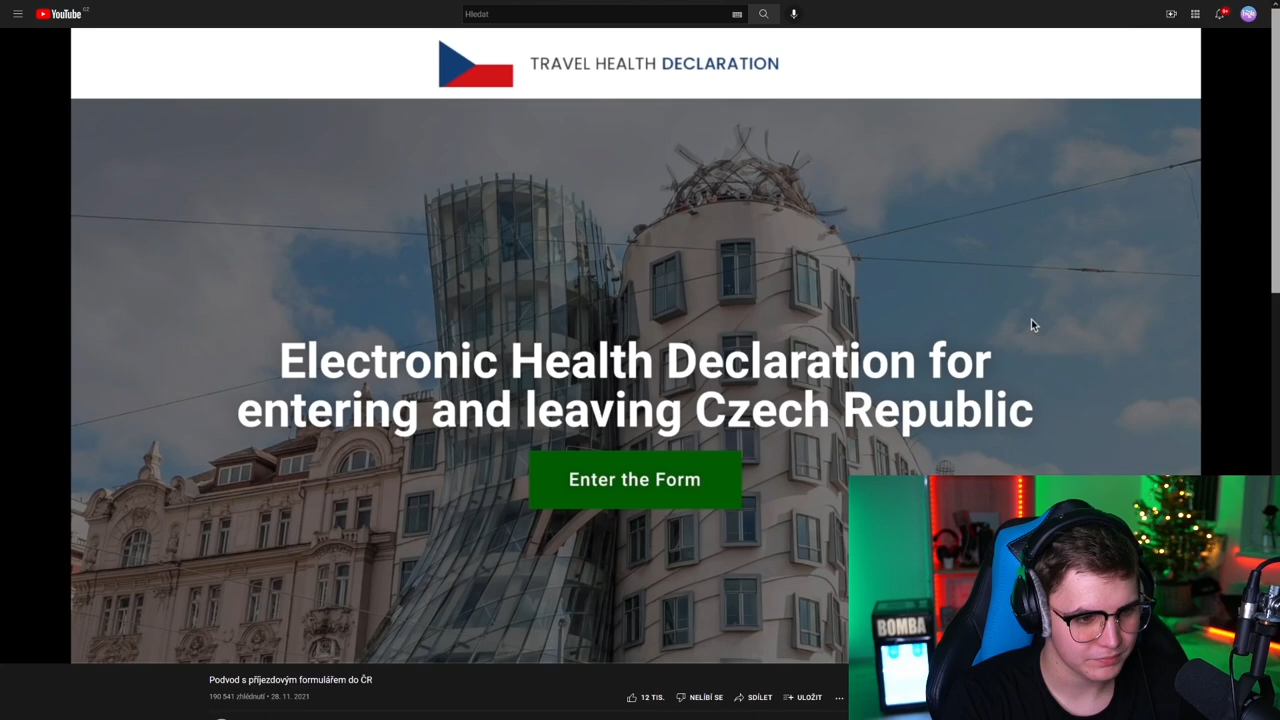 YouTube CZ
Hledat
9+
TRAVEL HEALTH DECLARATION
Electronic Health Declaration for
entering and leaving Czech Republic
Enter the Form
BOMBA
Podvod s příjezdovým formulářem do ČR
190 541 zhlédnutí • 28. 11. 2021
12 TIS.
NELÍBÍ SE
SDÍLET
ULOŽIT